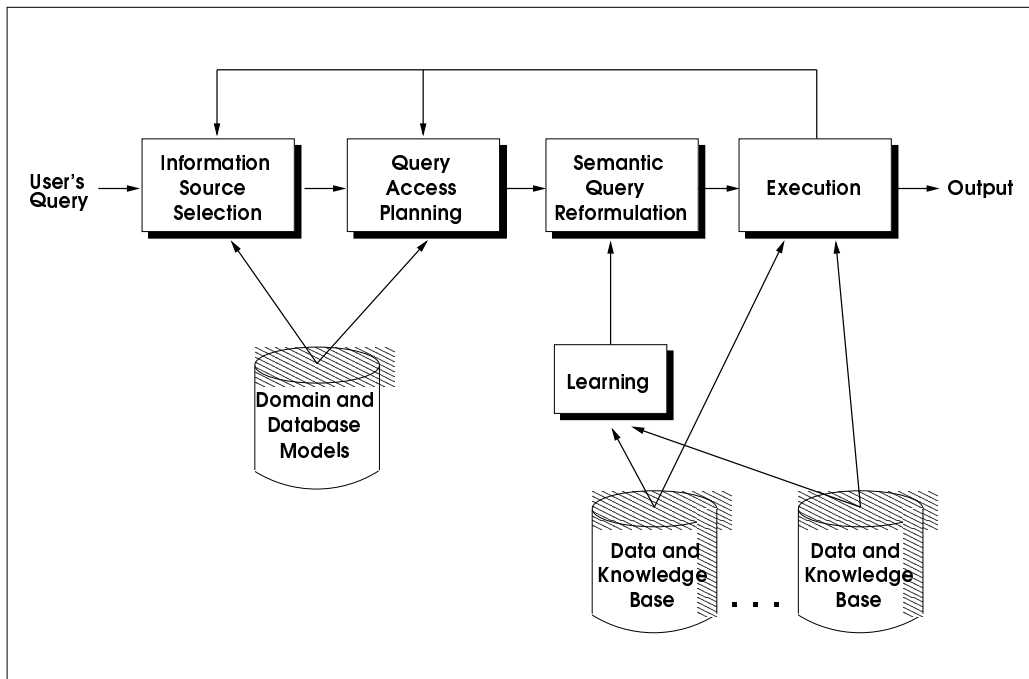 User's
Query
Information
Source
Selection
Query
Access
Planning
Semantic
Query
Reformulation
Execution
Output
Domain and
Database
Models
Learning
Data and
Knowledge
Base
. . .
Data and
Knowledge
Base